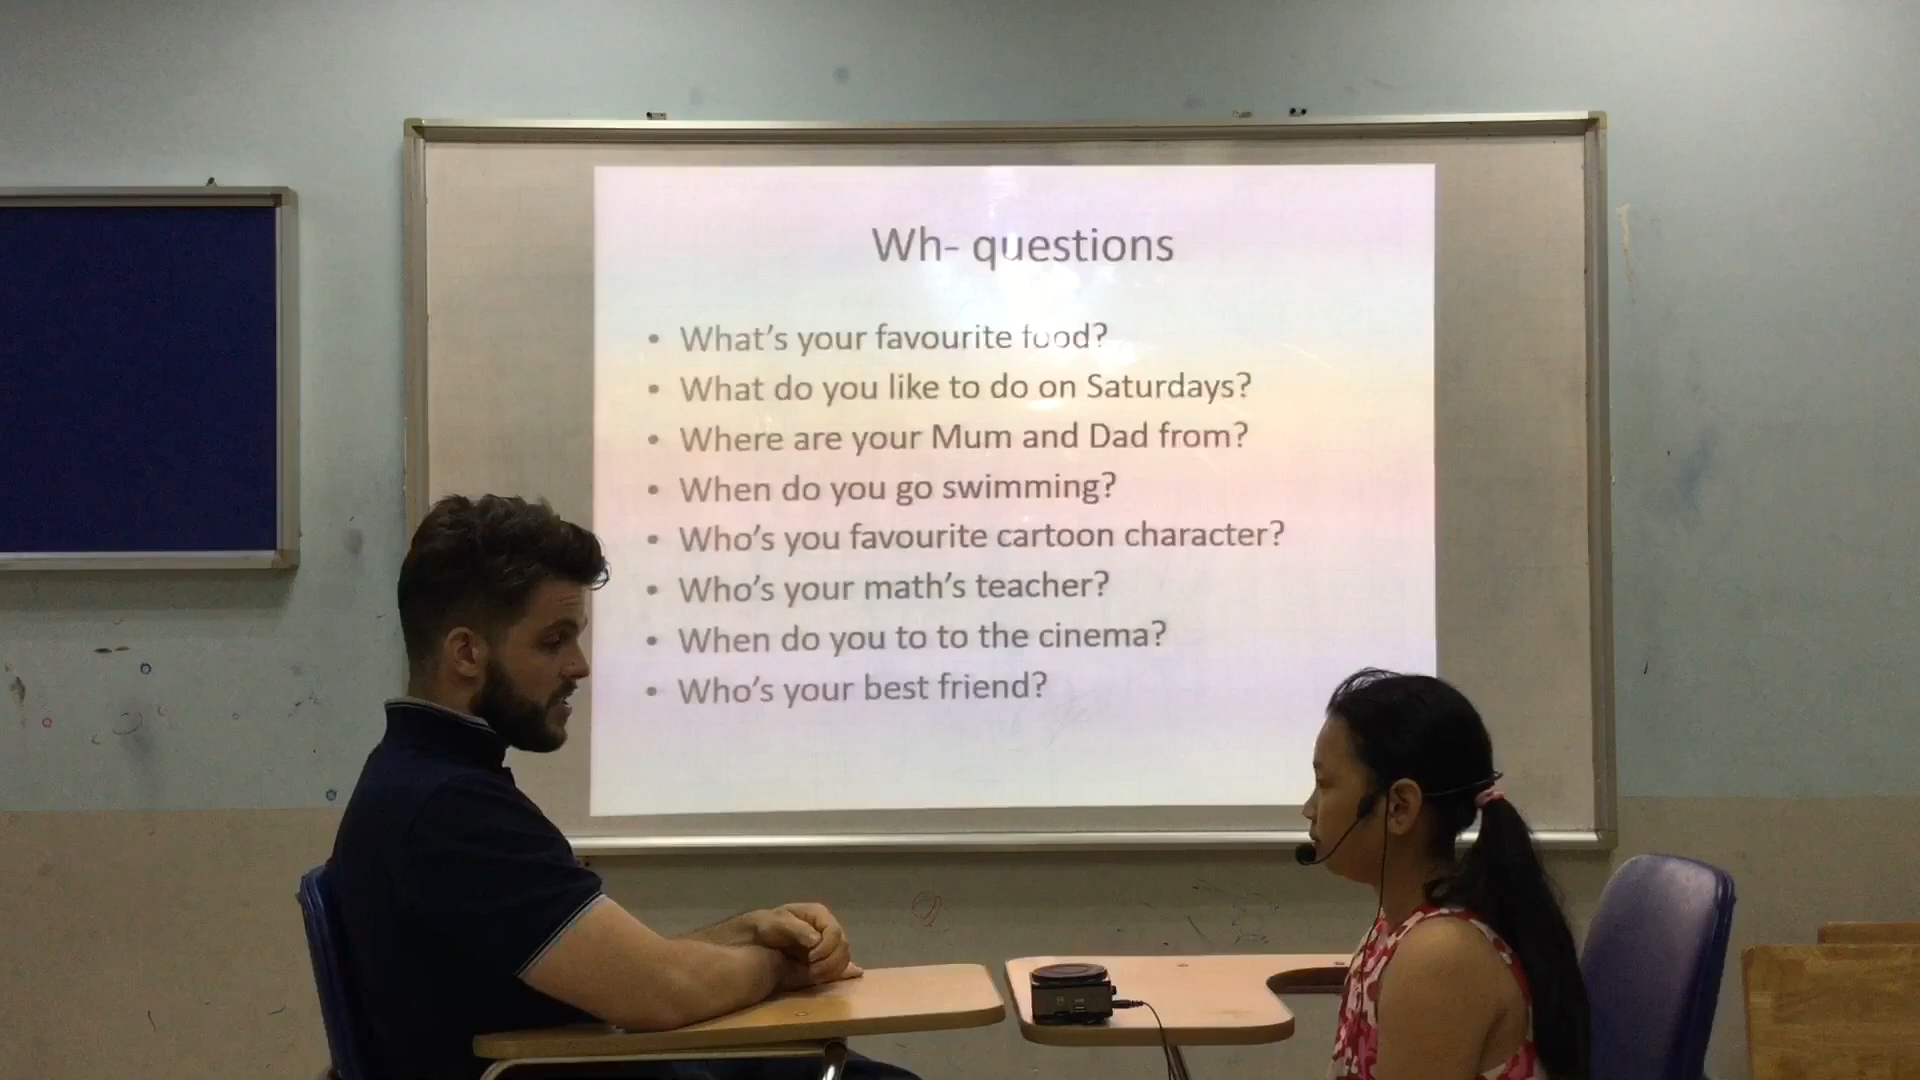 Wh- questions
• What's your favourite food?
• What do you like to do on Saturdays?
• Where are your Mum and Dad from?
• When do you go swimming?
• Who's you favourite cartoon character?
• Who's your math's teacher?
• When do you to to the cinema?
• Who's your best friend?